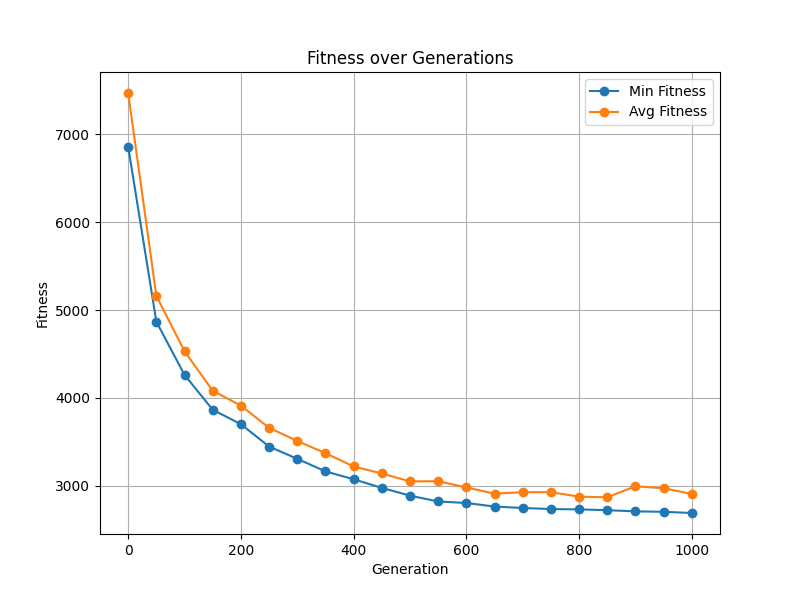 Fitness over Generations
Min Fitness
Avg Fitness
7000
6000
5000
4000
3000
Fitness
0 200 400 600 800 1000
Generation